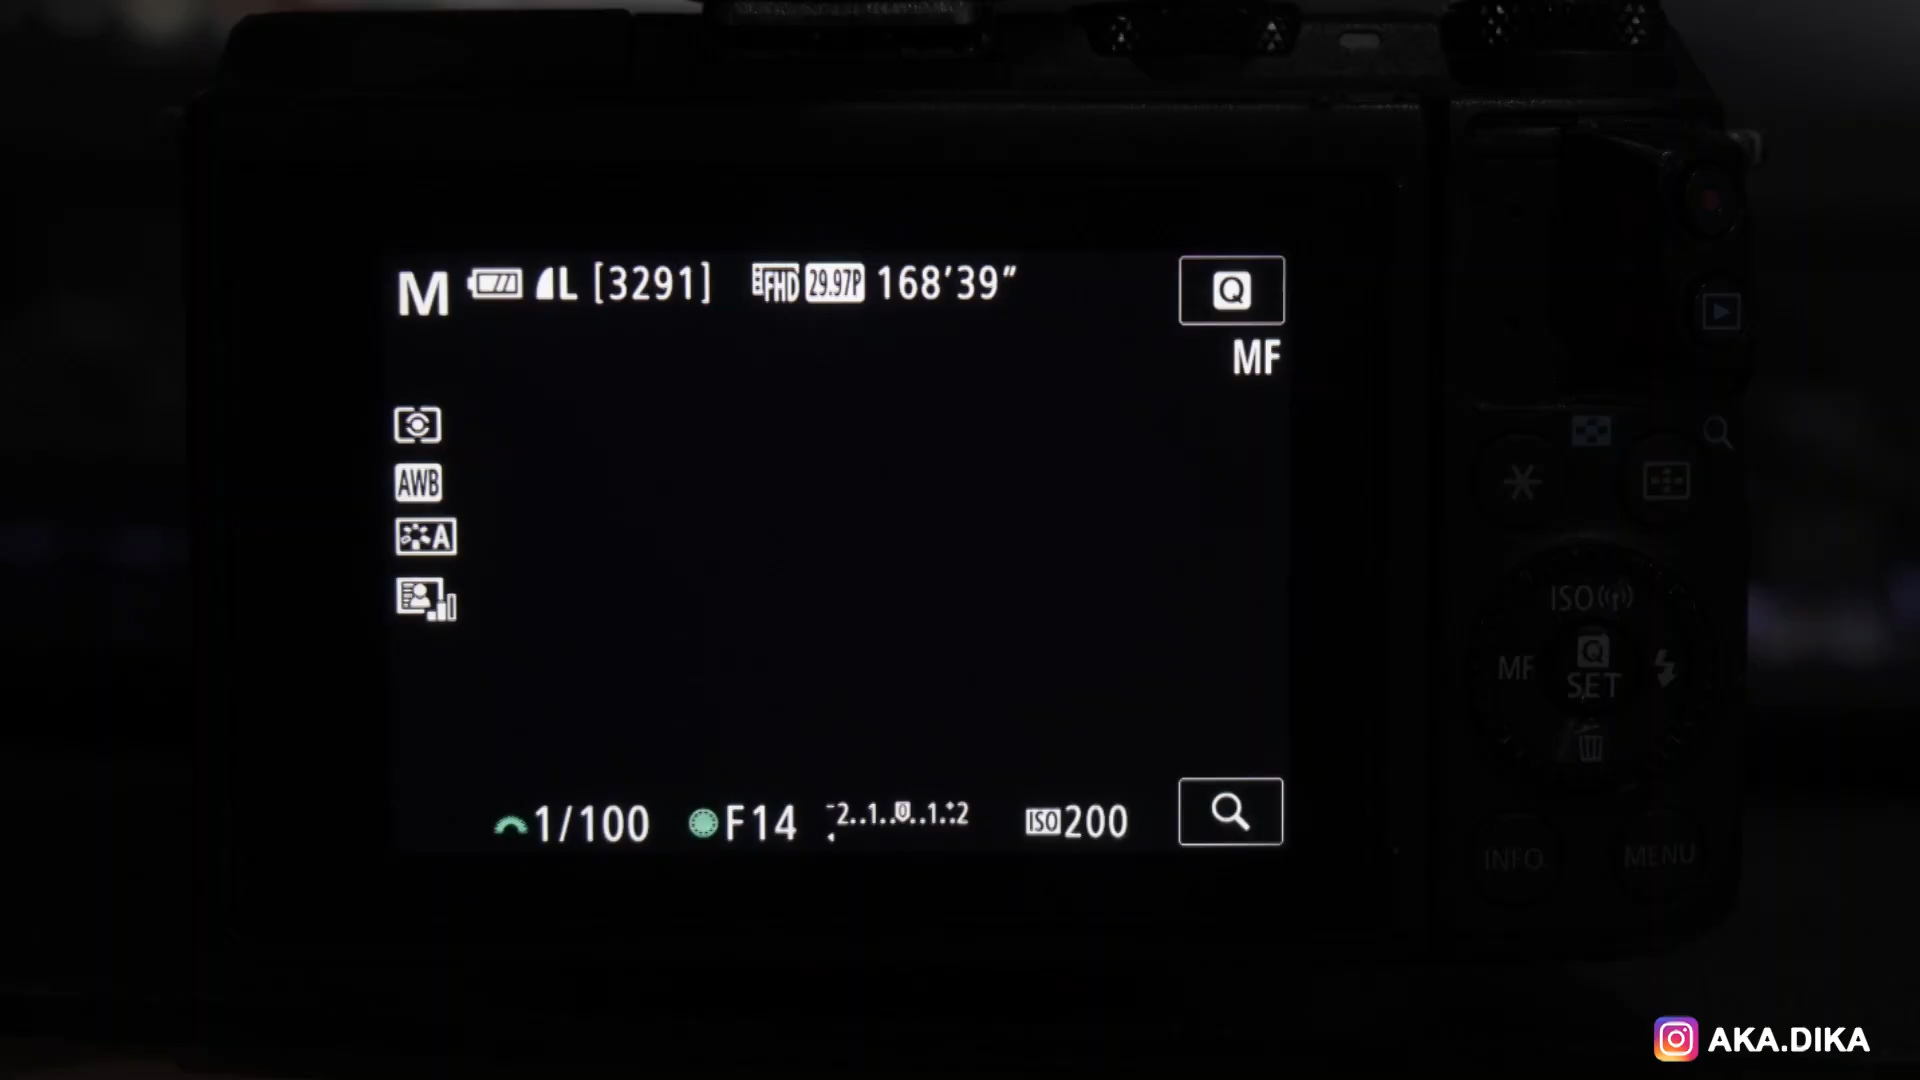 M L [3291] FHD 29.97P 168'39" Q
MF
AWB
A
1/100 F14 -2..1..0..1..+2 ISO 200
ISO
MF Q SET
INFO MENU
AKA.DIKA